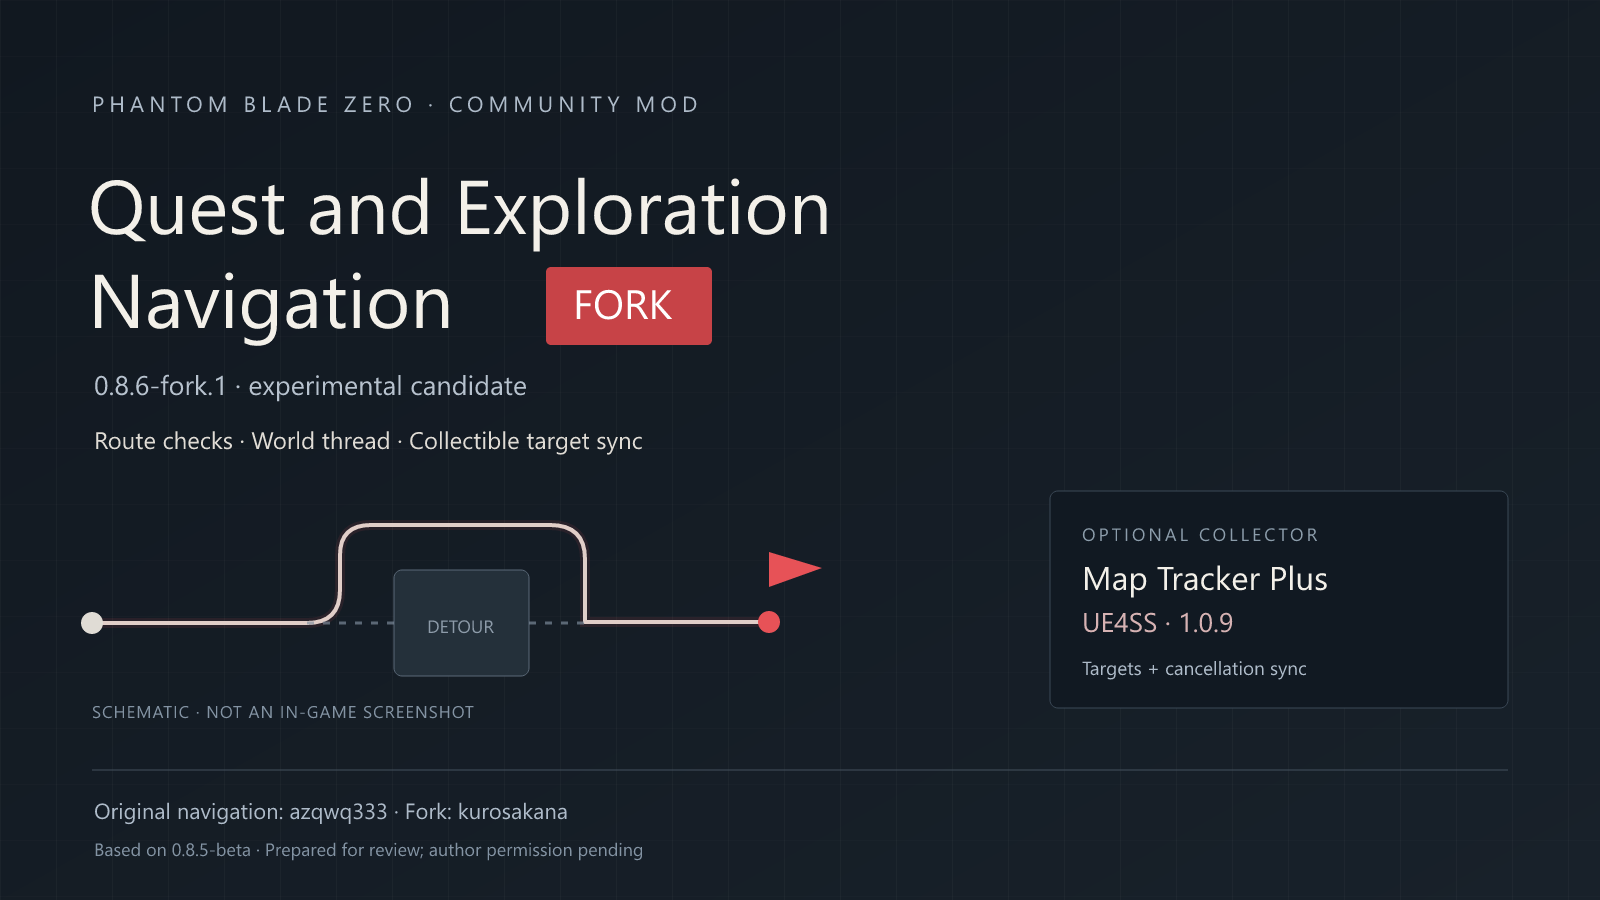 PHANTOM BLADE ZERO · COMMUNITY MOD
Quest and Exploration
Navigation
FORK
0.8.6-fork.1 · experimental candidate
Route checks · World thread · Collectible target sync
DETOUR
SCHEMATIC · NOT AN IN-GAME SCREENSHOT
OPTIONAL COLLECTOR
Map Tracker Plus
UE4SS · 1.0.9
Targets + cancellation sync
Original navigation: azqwq333 · Fork: kurosakana
Based on 0.8.5-beta · Prepared for review; author permission pending